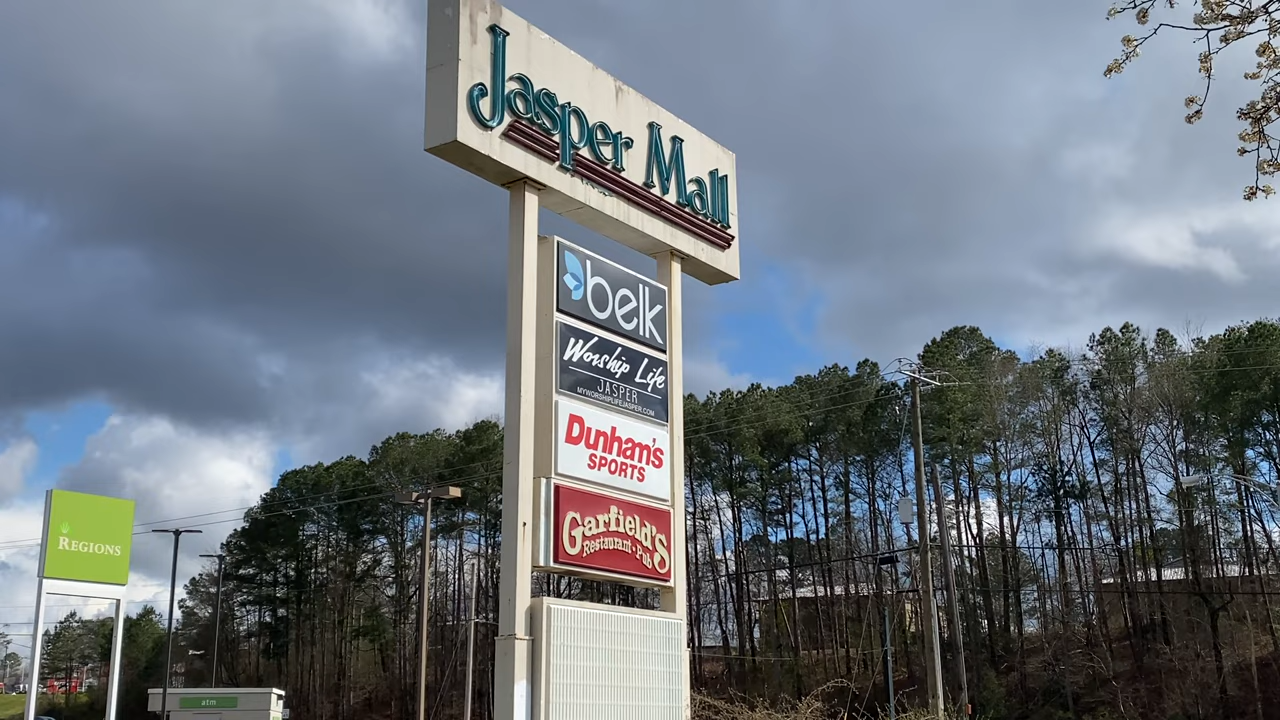 Jasper Mall
belk
Worship Life
JASPER
MYWORSHIPLIFEJASPER.COM
Dunham's
SPORTS
Garfield's
Restaurant · Pub
REGIONS
atm